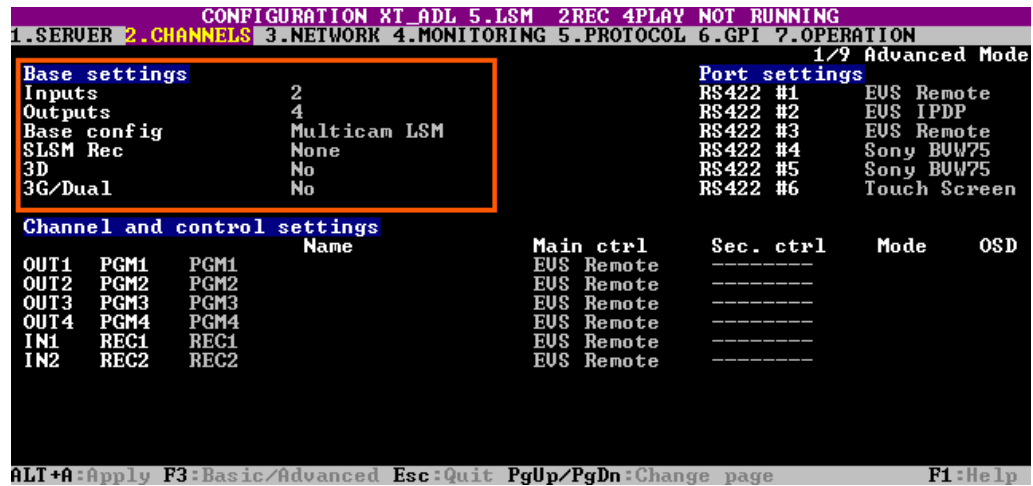 CONFIGURATION XT_ADL 5.LSM 2REC 4PLAY NOT RUNNING
1.SERVER 2.CHANNELS 3.NETWORK 4.MONITORING 5.PROTOCOL 6.GPI 7.OPERATION
1/9 Advanced Mode
Base settings
Inputs 2
Outputs 4
Base config Multicam LSM
SLSM Rec None
3D No
3G/Dual No
Port settings
RS422 #1 EVS Remote
RS422 #2 EVS IPDP
RS422 #3 EVS Remote
RS422 #4 Sony BVW75
RS422 #5 Sony BVW75
RS422 #6 Touch Screen
Channel and control settings
Name Main ctrl Sec. ctrl Mode OSD
OUT1 PGM1 PGM1 EVS Remote --------
OUT2 PGM2 PGM2 EVS Remote --------
OUT3 PGM3 PGM3 EVS Remote --------
OUT4 PGM4 PGM4 EVS Remote --------
IN1 REC1 REC1 EVS Remote --------
IN2 REC2 REC2 EVS Remote --------
ALT+A:Apply F3:Basic/Advanced Esc:Quit PgUp/PgDn:Change page F1:Help